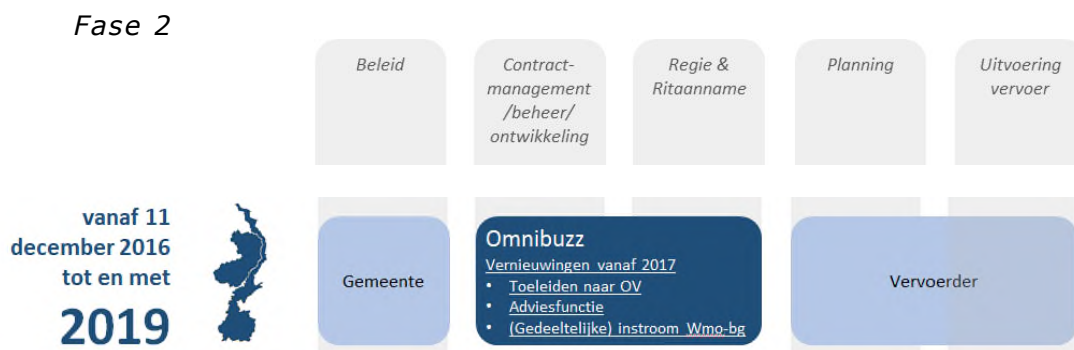 Fase 2
Beleid
Contract-
management
/beheer/
ontwikkeling
Regie &
Ritaanname
Planning
Uitvoering
vervoer
vanaf 11
december 2016
tot en met
2019
Gemeente
Omnibuzz
Vernieuwingen vanaf 2017
• Toeleiden naar OV
• Adviesfunctie
• (Gedeeltelijke) instroom Wmo-bg
Vervoerder